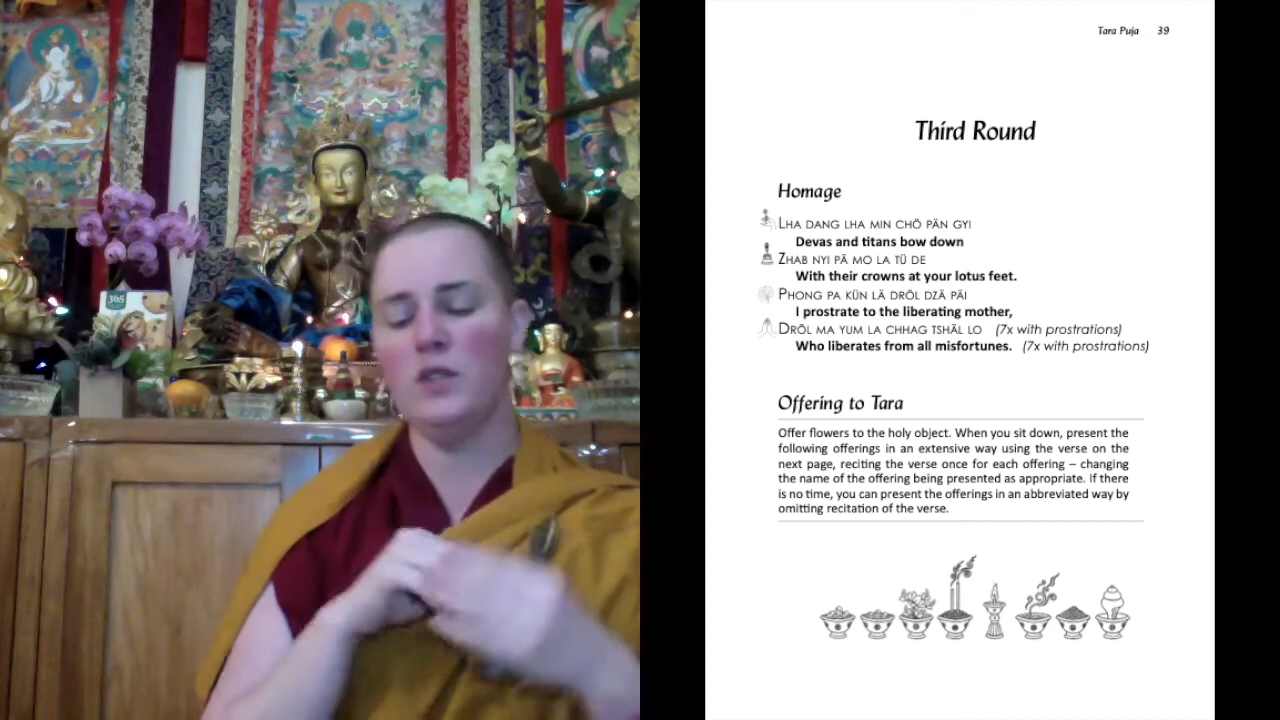 365
Tara Puja 39
Third Round
Homage
LHA DANG LHA MIN CHÖ PÄN GYI
Devas and titans bow down
ZHAB NYI PÄ MO LA TÜ DE
With their crowns at your lotus feet.
PHONG PA KÜN LÄ DRÖL DZÄ PÄI
I prostrate to the liberating mother,
DRÖL MA YUM LA CHHAG TSHÄL LO (7x with prostrations)
Who liberates from all misfortunes. (7x with prostrations)
Offering to Tara
Offer flowers to the holy object. When you sit down, present the
following offerings in an extensive way using the verse on the
next page, reciting the verse once for each offering – changing
the name of the offering being presented as appropriate. If there
is no time, you can present the offerings in an abbreviated way by
omitting recitation of the verse.